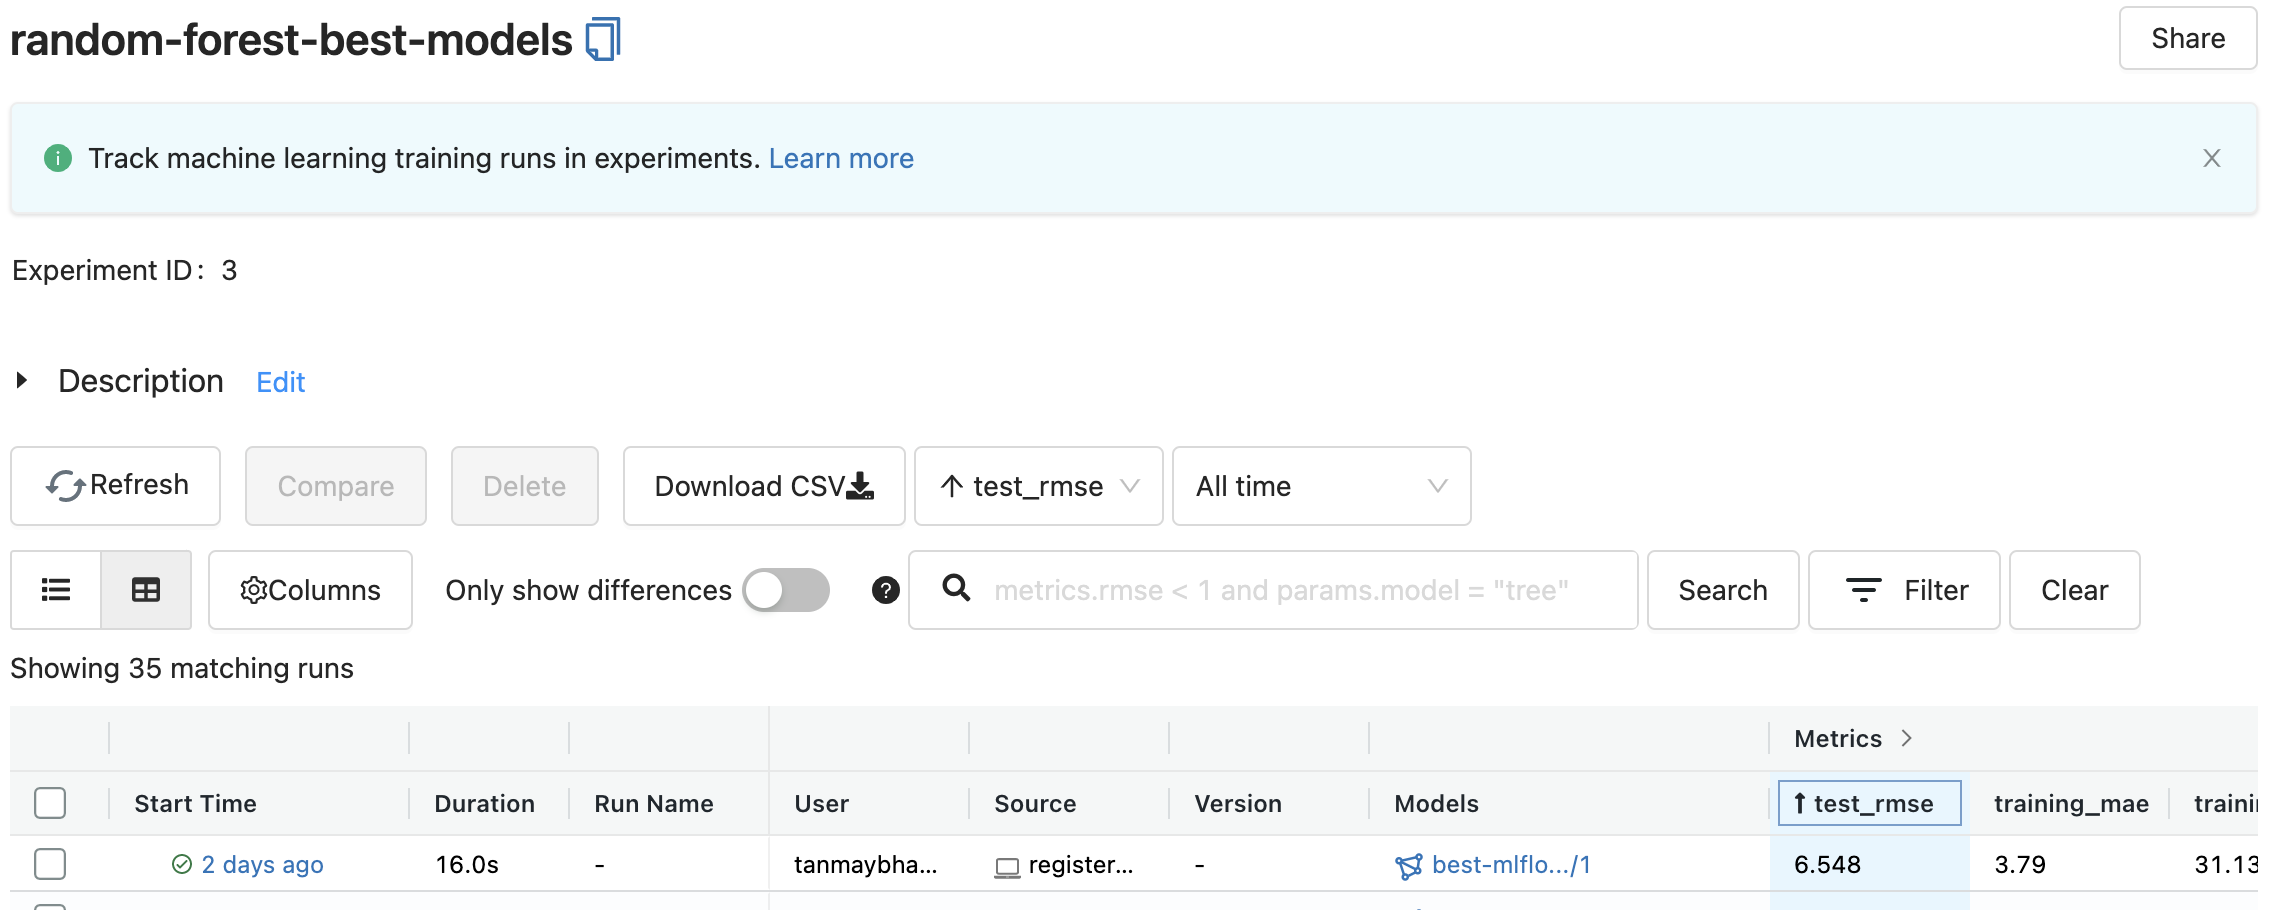 random-forest-best-models
Share
Track machine learning training runs in experiments. Learn more
Experiment ID: 3
Description Edit
Refresh Compare Delete Download CSV test_rmse All time
Columns Only show differences metrics.rmse < 1 and params.model = "tree" Search Filter Clear
Showing 35 matching runs
Metrics
Start Time Duration Run Name User Source Version Models ↑ test_rmse training_mae
2 days ago 16.0s - tanmaybha... register... - best-mlflo.../1 6.548 3.79 31.13